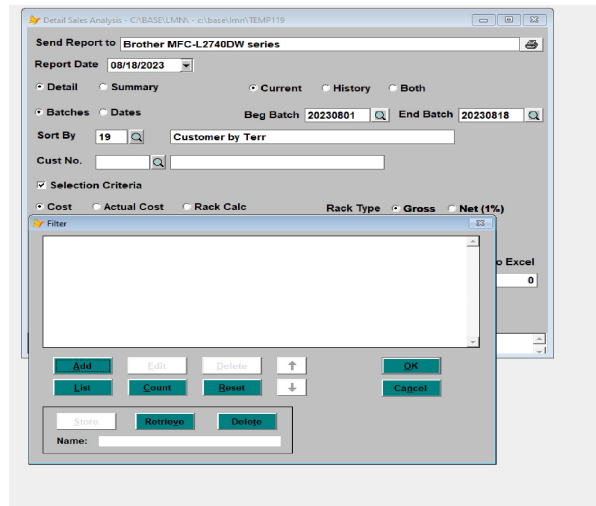 Detail Sales Analysis - C:\BASE\LMN\ - c:\base\lmn\TEMP119
Send Report to Brother MFC-L2740DW series
Report Date 08/18/2023
Detail Summary Current History Both
Batches Dates Beg Batch 20230801 End Batch 20230818
Sort By 19 Customer by Terr
Cust No.
Selection Criteria
Cost Actual Cost Rack Calc Rack Type Gross Net (1%)
Filter
o Excel
0
Add Edit Delete OK
List Count Reset Cancel
Store Retrieve Delete
Name: